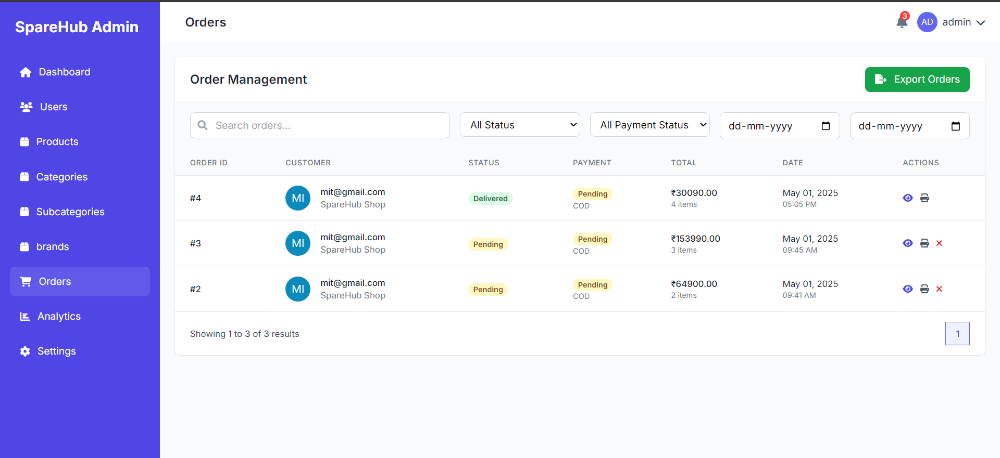 SpareHub Admin
Dashboard
Users
Products
Categories
Subcategories
brands
Orders
Analytics
Settings
Orders
3
AD
admin
Order Management
Export Orders
Search orders...
All Status
All Payment Status
dd-mm-yyyy
dd-mm-yyyy
ORDER ID CUSTOMER STATUS PAYMENT TOTAL DATE ACTIONS
#4 MI mit@gmail.com Delivered Pending ₹30090.00 May 01, 2025
SpareHub Shop COD 4 items 05:05 PM
#3 MI mit@gmail.com Pending Pending ₹153990.00 May 01, 2025
SpareHub Shop COD 3 items 09:45 AM
#2 MI mit@gmail.com Pending Pending ₹64900.00 May 01, 2025
SpareHub Shop COD 2 items 09:41 AM
Showing 1 to 3 of 3 results
1